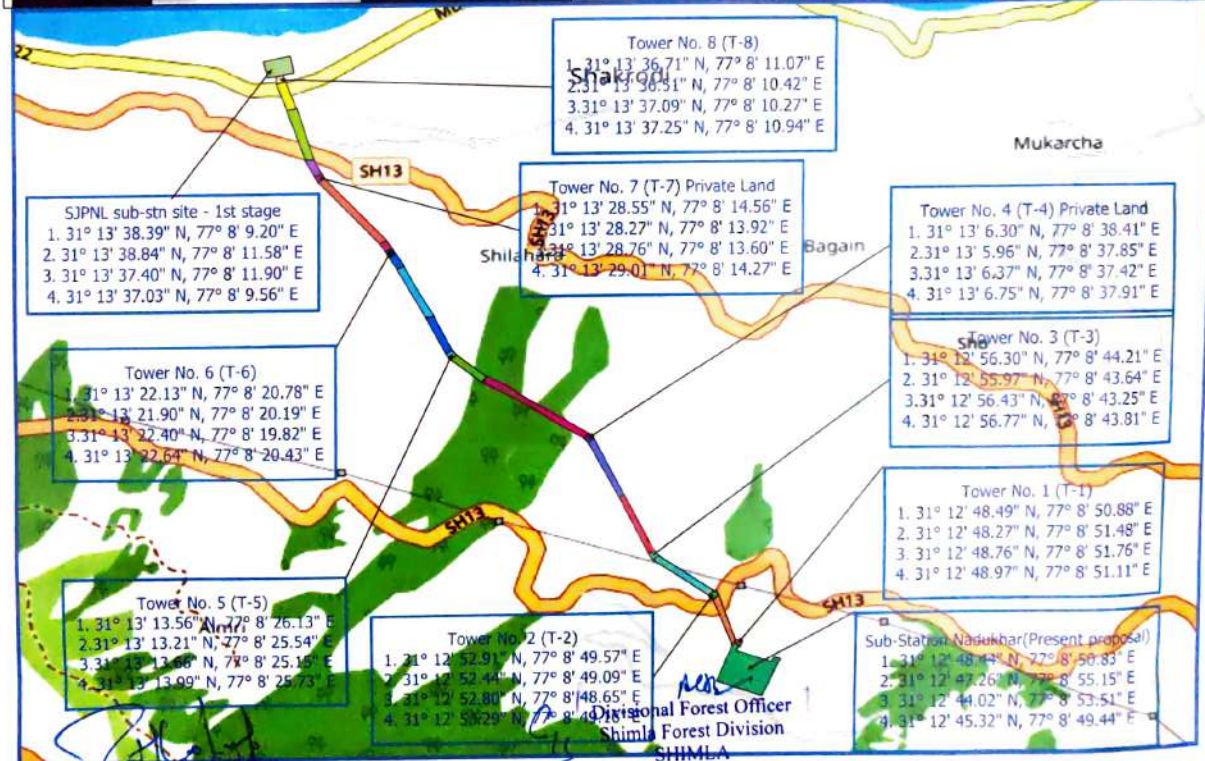 22
Mu
Tower No. 8 (T-8)
1. 31° 13' 36.71" N, 77° 8' 11.07" E
2.31° 13' 36.51" N, 77° 8' 10.42" E
3.31° 13' 37.09" N, 77° 8' 10.27" E
4. 31° 13' 37.25" N, 77° 8' 10.94" E
Shakrodi
Mukarcha
SH13
SJPNL sub-stn site - 1st stage
1. 31° 13' 38.39" N, 77° 8' 9.20" E
2. 31° 13' 38.84" N, 77° 8' 11.58" E
3. 31° 13' 37.40" N, 77° 8' 11.90" E
4. 31° 13' 37.03" N, 77° 8' 9.56" E
Tower No. 7 (T-7) Private Land
31° 13' 28.55" N, 77° 8' 14.56" E
31° 13' 28.27" N, 77° 8' 13.92" E
31° 13' 28.76" N, 77° 8' 13.60" E
4. 31° 13' 29.01" N, 77° 8' 14.27" E
SH13
Shilahara
Bagain
Tower No. 4 (T-4) Private Land
1. 31° 13' 6.30" N, 77° 8' 38.41" E
2.31° 13' 5.96" N, 77° 8' 37.85" E
3.31° 13' 6.37" N, 77° 8' 37.42" E
4. 31° 13' 6.75" N, 77° 8' 37.91" E
Tower No. 3 (T-3)
1. 31° 12' 56.30" N, 77° 8' 44.21" E
2. 31° 12' 55.97" N, 77° 8' 43.64" E
3.31° 12' 56.43" N, 77° 8' 43.25" E
4. 31° 12' 56.77" N, 77° 8' 43.81" E
Sho
SH13
Tower No. 6 (T-6)
1. 31° 13' 22.13" N, 77° 8' 20.78" E
2.31° 13' 21.90" N, 77° 8' 20.19" E
3.31° 13' 22.40" N, 77° 8' 19.82" E
4. 31° 13' 22.64" N, 77° 8' 20.43" E
SH13
Tower No. 1 (T-1)
1. 31° 12' 48.49" N, 77° 8' 50.88" E
2. 31° 12' 48.27" N, 77° 8' 51.48" E
3. 31° 12' 48.76" N, 77° 8' 51.76" E
4. 31° 12' 48.97" N, 77° 8' 51.11" E
SH13
Tower No. 5 (T-5)
1. 31° 13' 13.56" N, 77° 8' 26.13" E
2.31° 13' 13.21" N, 77° 8' 25.54" E
3.31° 13' 13.66" N, 77° 8' 25.15" E
4. 31° 13' 13.99" N, 77° 8' 25.73" E
Almri
Tower No. 2 (T-2)
1. 31° 12' 52.91" N, 77° 8' 49.57" E
2. 31° 12' 52.44" N, 77° 8' 49.09" E
3. 31° 12' 52.80" N, 77° 8' 48.65" E
4. 31° 12' N, 77° 8' E
Sub-Station Nadukhar(Present proposal)
1. 31° 12' 48.44" N, 77° 8' 50.83" E
2. 31° 12' 47.26" N, 77° 8' 55.15" E
3. 31° 12' 44.02" N, 77° 8' 53.51" E
4. 31° 12' 45.32" N, 77° 8' 49.44" E
Divisional Forest Officer
Shimla Forest Division
SHIMLA